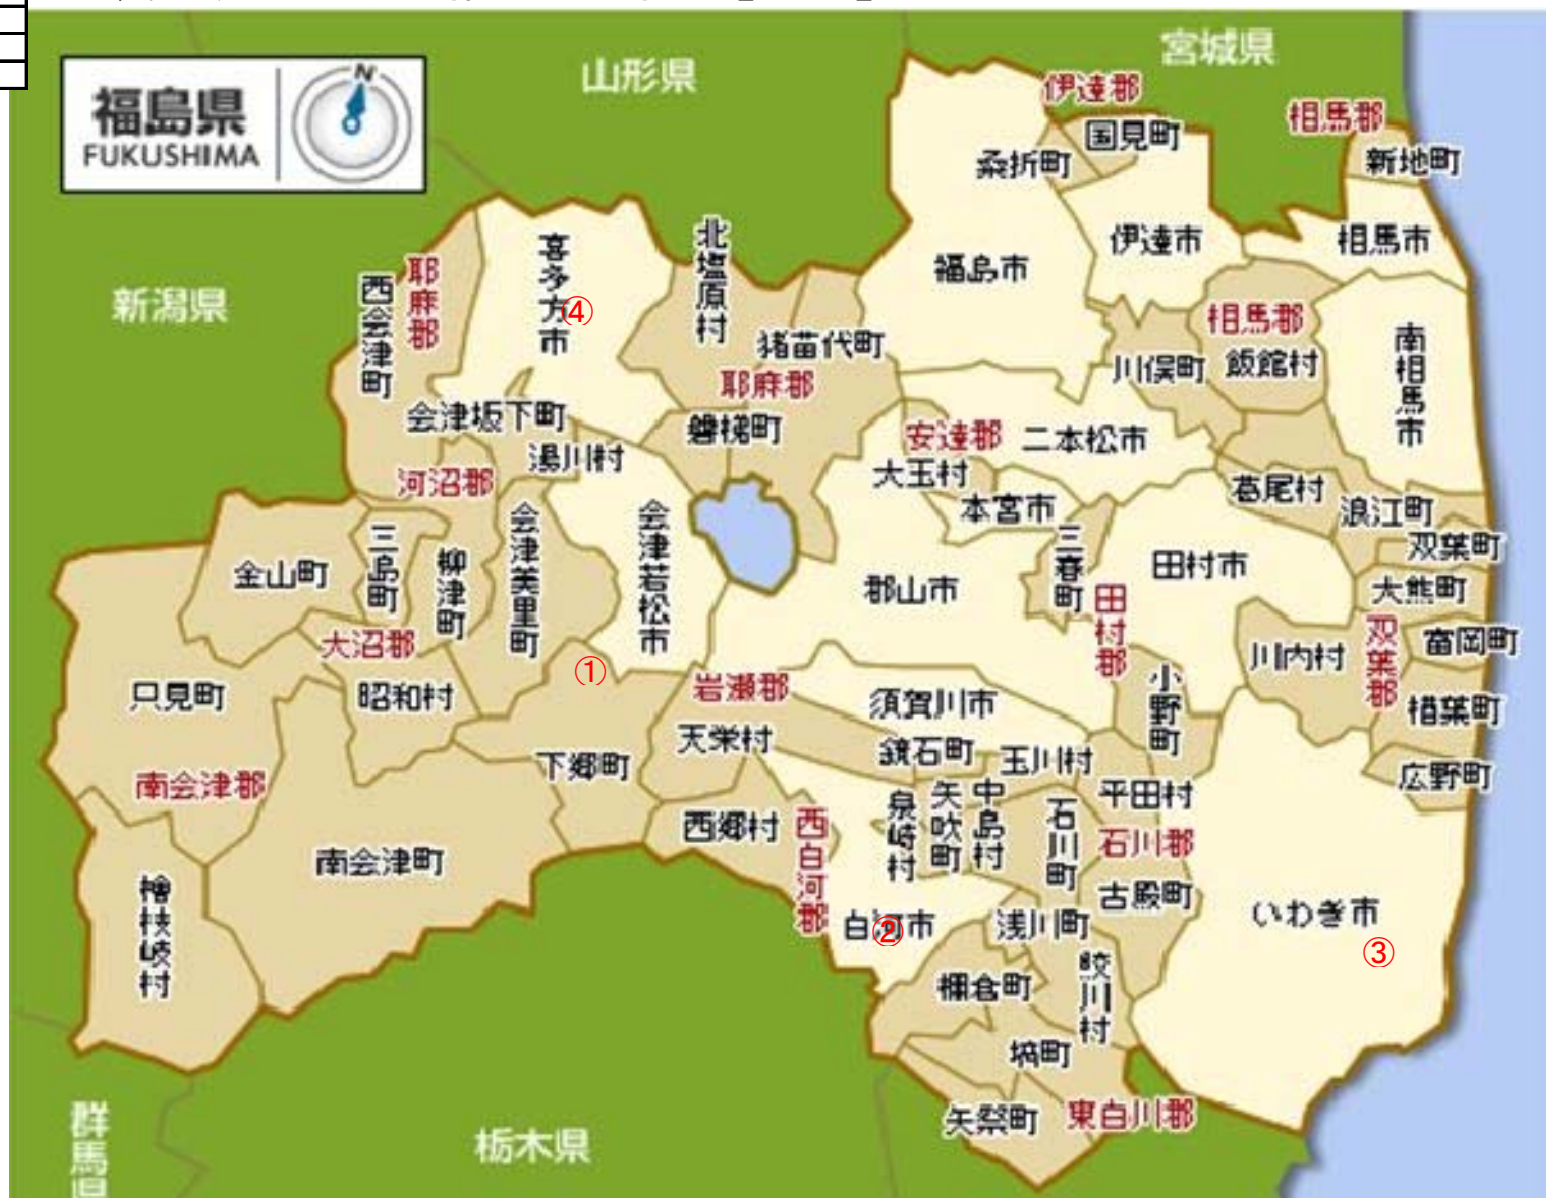 宮城県
山形県
福島県
FUKUSHIMA
N
伊達郡
相馬郡
国見町
新地町
桑折町
伊達市
相馬市
福島市
北塩原村
喜多方市
④
耶麻郡
西会津町
新潟県
猪苗代町
相馬郡
川俣町
飯館村
南相馬市
耶麻郡
会津坂下町
磐梯町
安達郡
二本松市
湯川村
大玉村
河沼郡
葛尾村
本宮市
浪江町
会津美里町
会津若松市
三島町
柳津町
金山町
三春町
田村市
双葉町
大熊町
郡山市
田村郡
双葉郡
富岡町
川内村
大沼郡
①
岩瀬郡
只見町
昭和村
須賀川市
小野町
楢葉町
天栄村
鏡石町
玉川村
下郷町
南会津郡
平田村
広野町
西郷村
西白河郡
泉崎村
矢吹町
中島村
石川町
石川郡
南会津町
古殿町
檜枝岐村
白河市
②
浅川町
いわき市
③
鮫川村
棚倉町
塙町
矢祭町
東白川郡
栃木県
群馬県